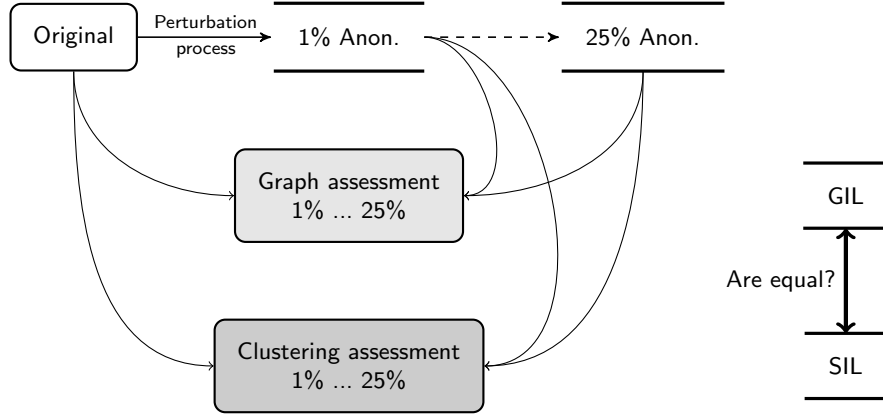 Original
Perturbation
process
1% Anon.
25% Anon.
Graph assessment
1% ... 25%
GIL
Are equal?
Clustering assessment
1% ... 25%
SIL